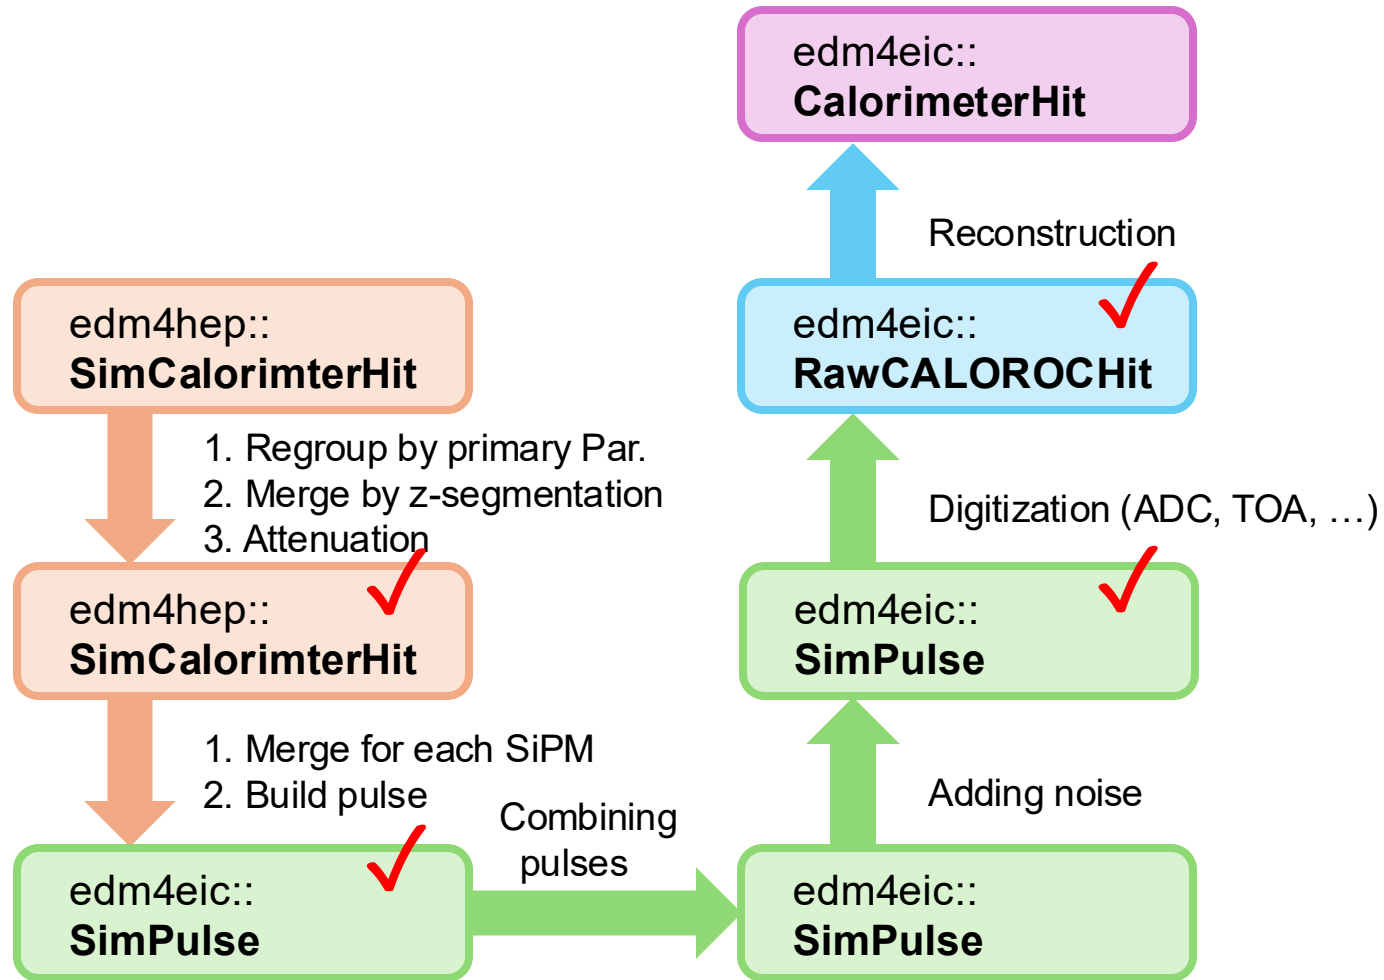 edm4hep::
SimCalorimterHit
1. Regroup by primary Par.
2. Merge by z-segmentation
3. Attenuation
edm4hep::
SimCalorimterHit
1. Merge for each SiPM
2. Build pulse
edm4eic::
SimPulse
Combining
pulses
edm4eic::
SimPulse
Adding noise
edm4eic::
SimPulse
Digitization (ADC, TOA, …)
edm4eic::
RawCALOROCHit
Reconstruction
edm4eic::
CalorimeterHit